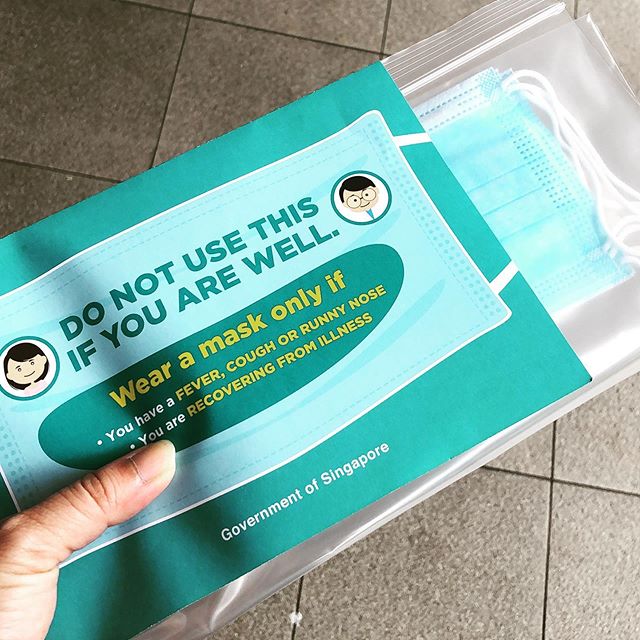 DO NOT USE THIS
IF YOU ARE WELL.
Wear a mask only if
• You have a FEVER, COUGH OR RUNNY NOSE
• You are RECOVERING FROM ILLNESS
Government of Singapore